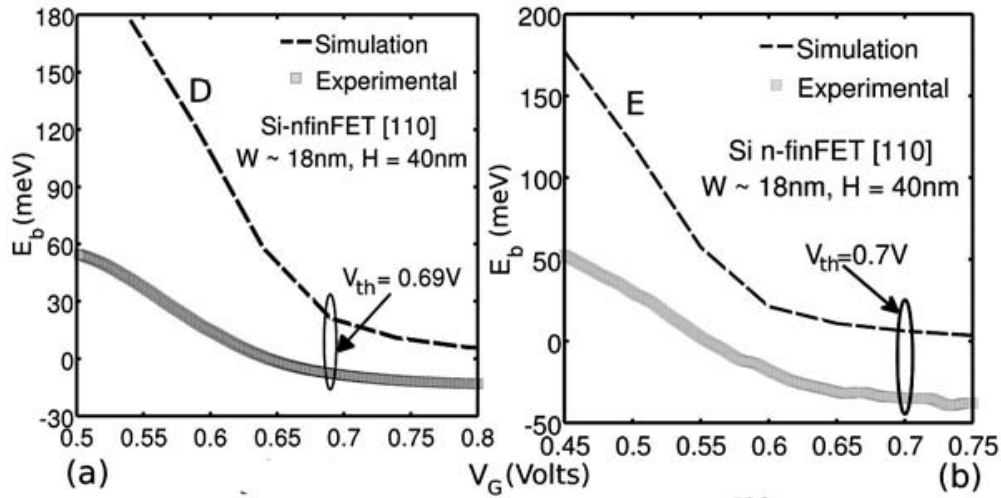 180
150
120
90
60
30
0
-30
E_b (meV)
D
Simulation
Experimental
Si-nfinFET [110]
W ~ 18nm, H = 40nm
V_th= 0.69V
0.5 0.55 0.6 0.65 0.7 0.75 0.8
(a)
200
150
100
50
0
-50
E_b (meV)
E
Simulation
Experimental
Si n-finFET [110]
W ~ 18nm, H = 40nm
V_th=0.7V
0.45 0.5 0.55 0.6 0.65 0.7 0.75
V_G(Volts)
(b)